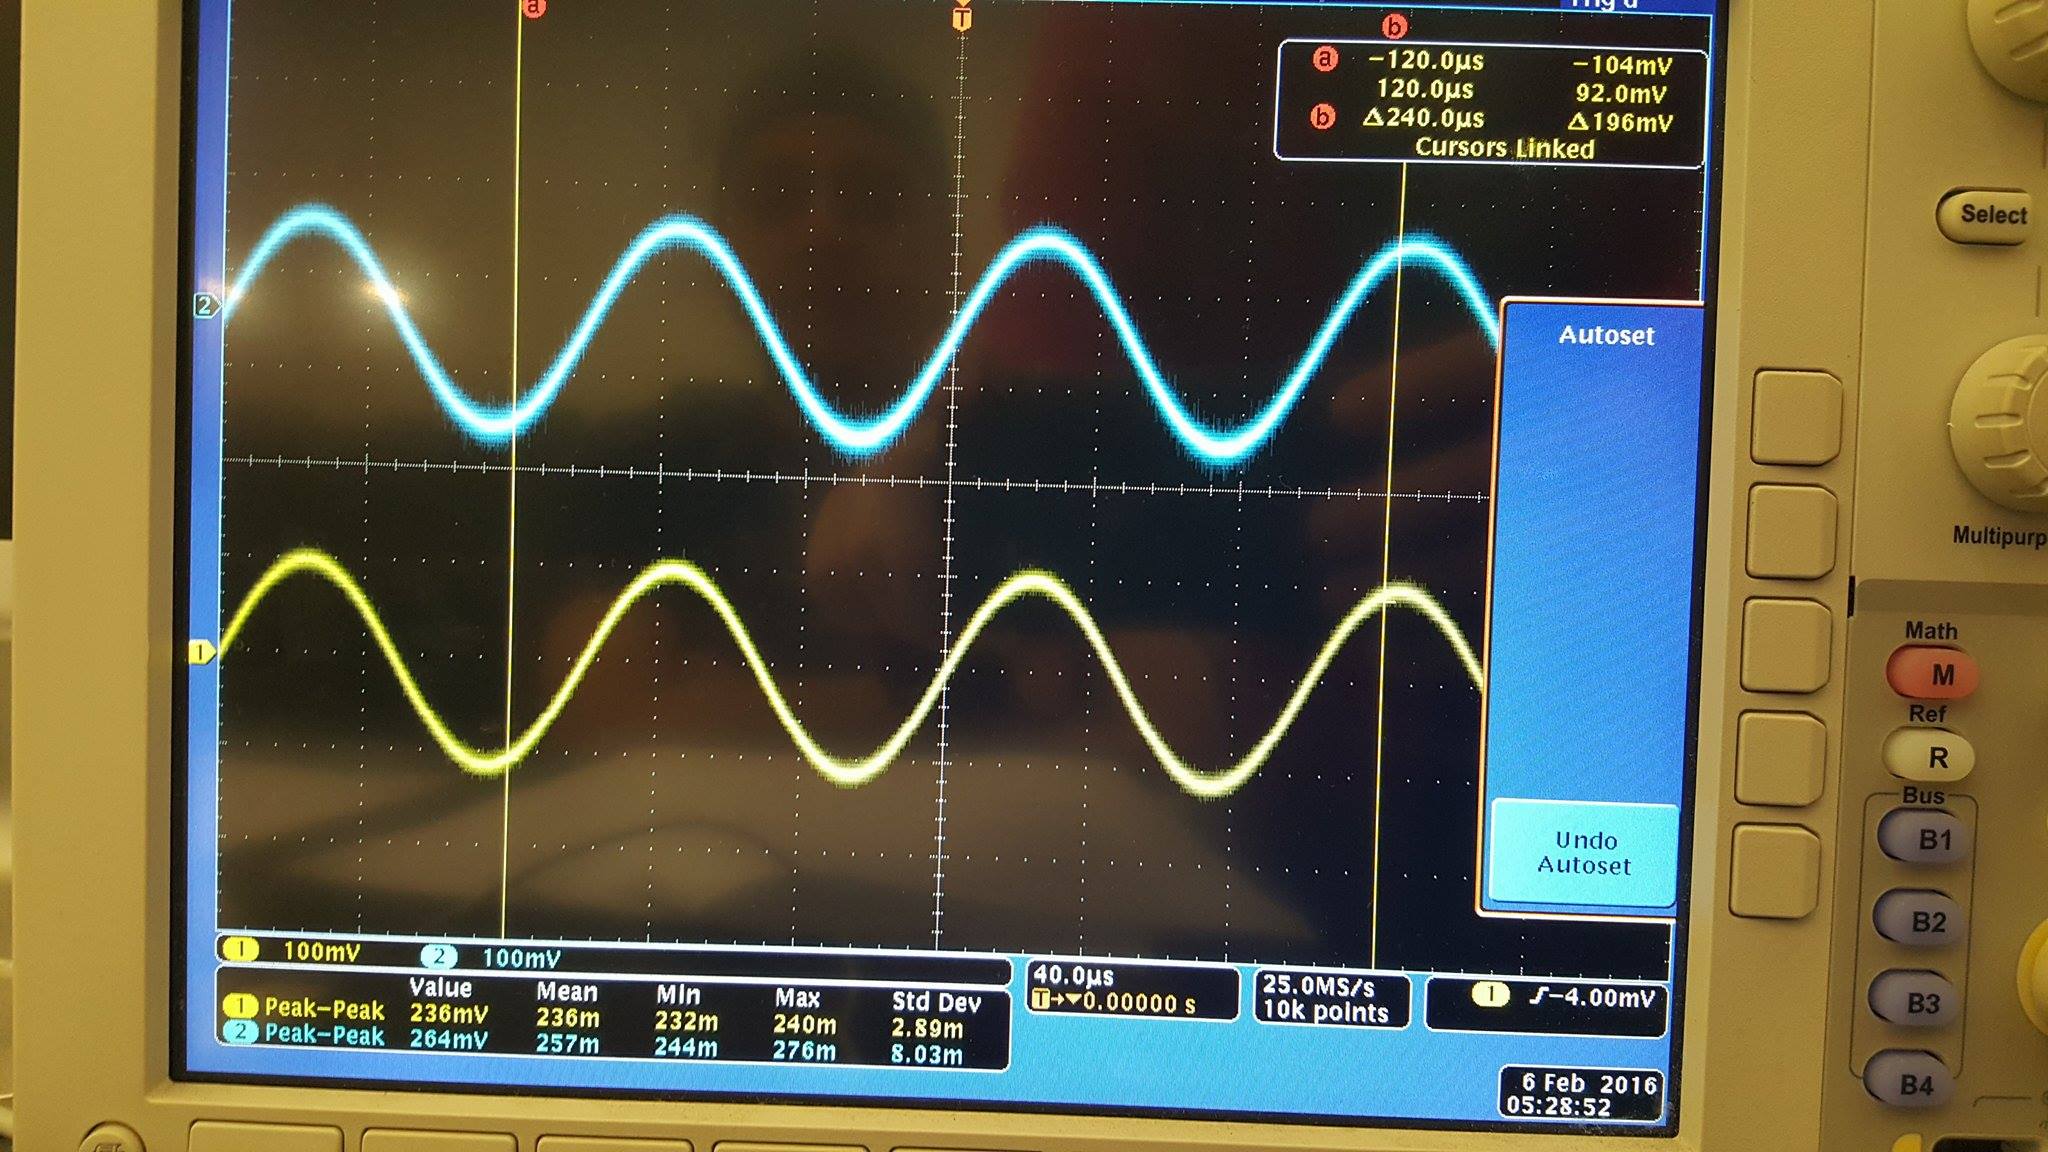 Trig'd
a
T
b
a -120.0µs -104mV
120.0µs 92.0mV
b Δ240.0µs Δ196mV
Cursors Linked
Select
2
Autoset
Multipurp
1
Math
M
Ref
R
Bus
B1
Undo
Autoset
B2
B3
B4
1 100mV 2 100mV
Value Mean Min Max Std Dev
1 Peak-Peak 236mV 236m 232m 240m 2.89m
2 Peak-Peak 264mV 257m 244m 276m 8.03m
40.0µs
T→▼0.00000 s
25.0MS/s
10k points
1 ∫ -4.00mV
6 Feb 2016
05:28:52